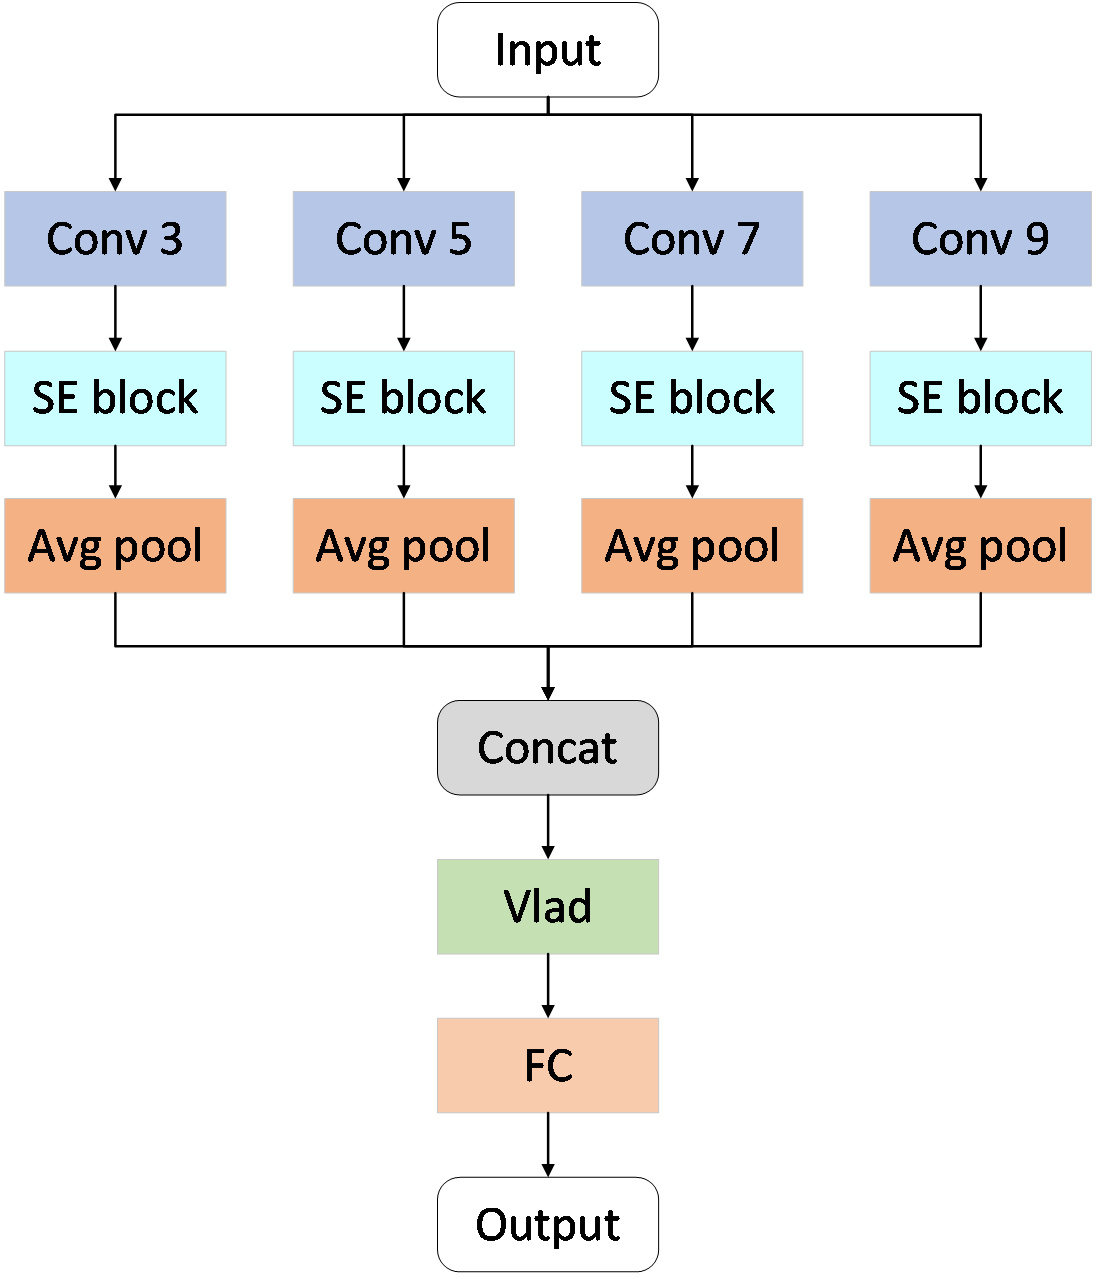 Input
Conv 3
Conv 5
Conv 7
Conv 9
SE block
SE block
SE block
SE block
Avg pool
Avg pool
Avg pool
Avg pool
Concat
Vlad
FC
Output